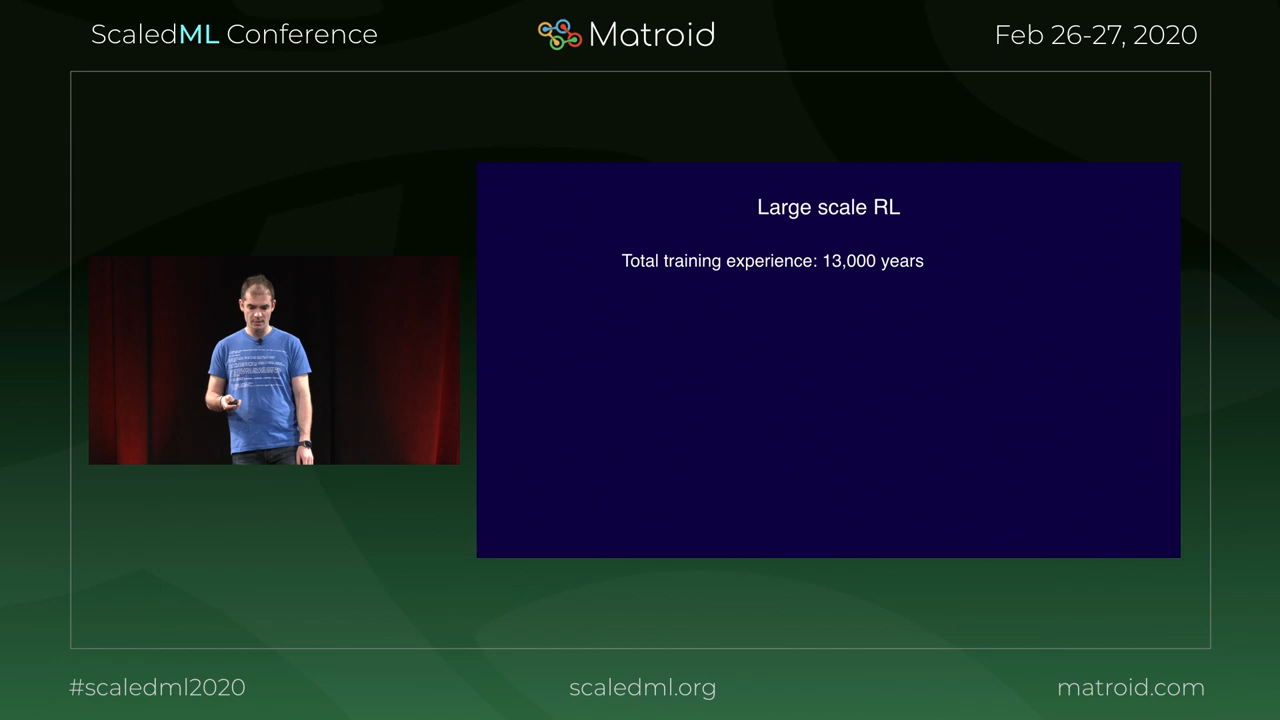 ScaledML Conference
Matroid
Feb 26-27, 2020
Large scale RL
Total training experience: 13,000 years
#scaledml2020
scaledml.org
matroid.com